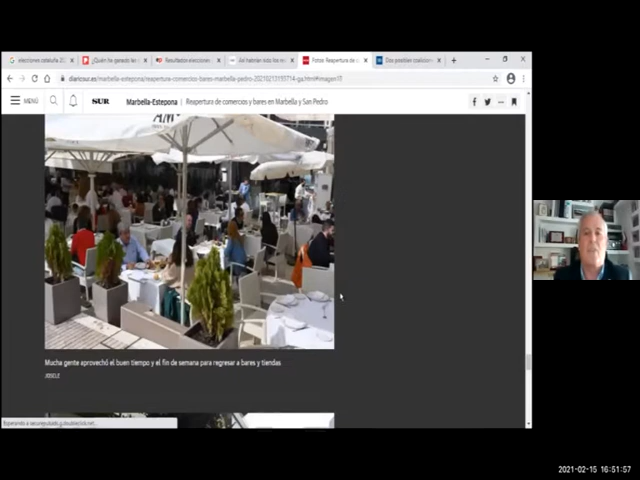 elecciones cataluña 20
¿Quién ha ganado las
Resultados elecciones
Así habrían sido los es
Fotos: Reapertura de c
Dos posibles coalicion
diariosur.es/marbella-estepona/reapertura-comercios-bares-marbella-pedro-20210213193714-ga.html#imagen10
MENÚ
SUR
Marbella-Estepona | Reapertura de comercios y bares en Marbella y San Pedro
Mucha gente aprovechó el buen tiempo y el fin de semana para regresar a bares y tiendas
JOSELE
2021-02-15 16:51:57